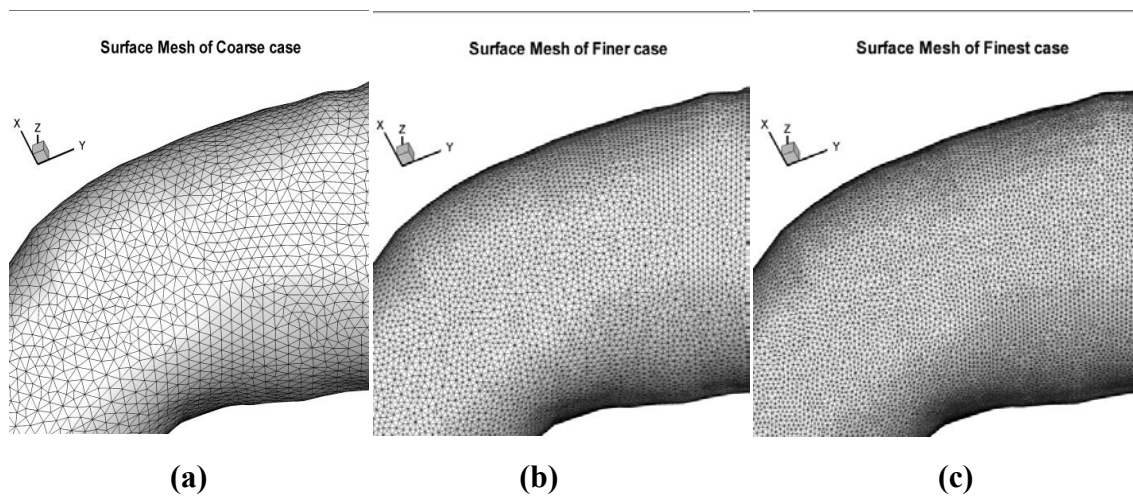 Surface Mesh of Coarse case
X
Z
Y
(a)
Surface Mesh of Finer case
X
Z
Y
(b)
Surface Mesh of Finest case
X
Z
Y
(c)